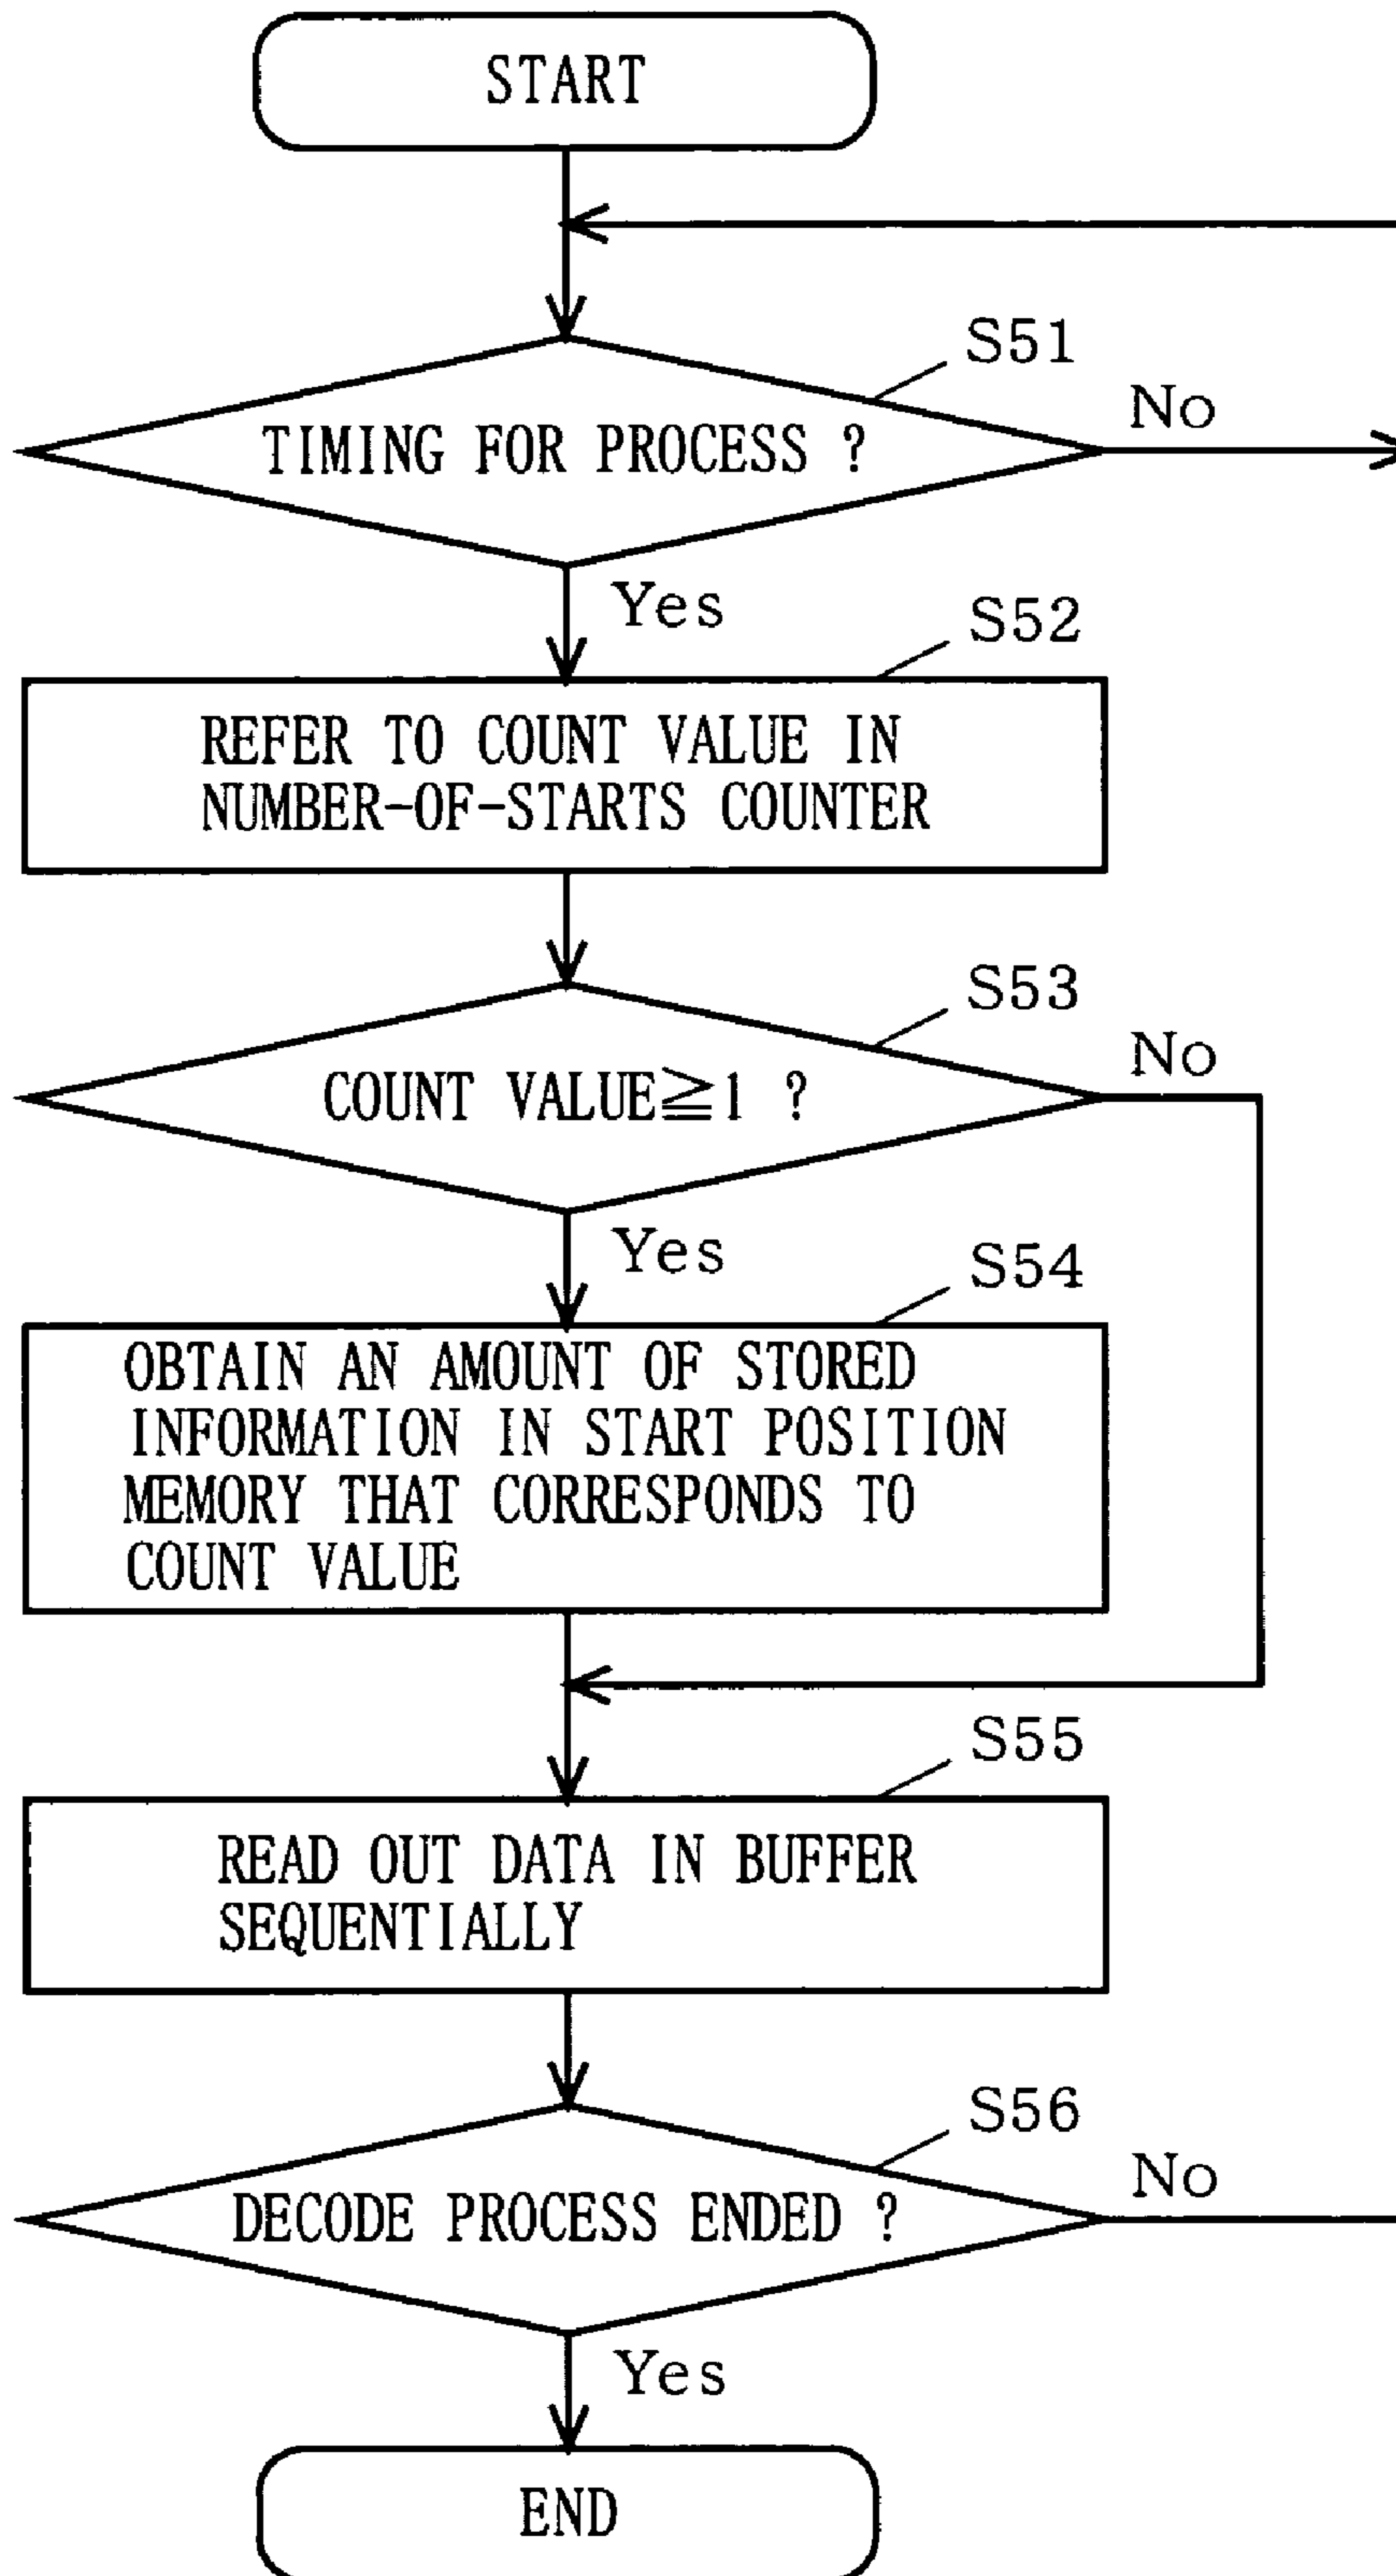 START
S51
No
TIMING FOR PROCESS ?
Yes
S52
REFER TO COUNT VALUE IN
NUMBER-OF-STARTS COUNTER
S53
No
COUNT VALUE≧1 ?
Yes
S54
OBTAIN AN AMOUNT OF STORED
INFORMATION IN START POSITION
MEMORY THAT CORRESPONDS TO
COUNT VALUE
S55
READ OUT DATA IN BUFFER
SEQUENTIALLY
S56
No
DECODE PROCESS ENDED ?
Yes
END